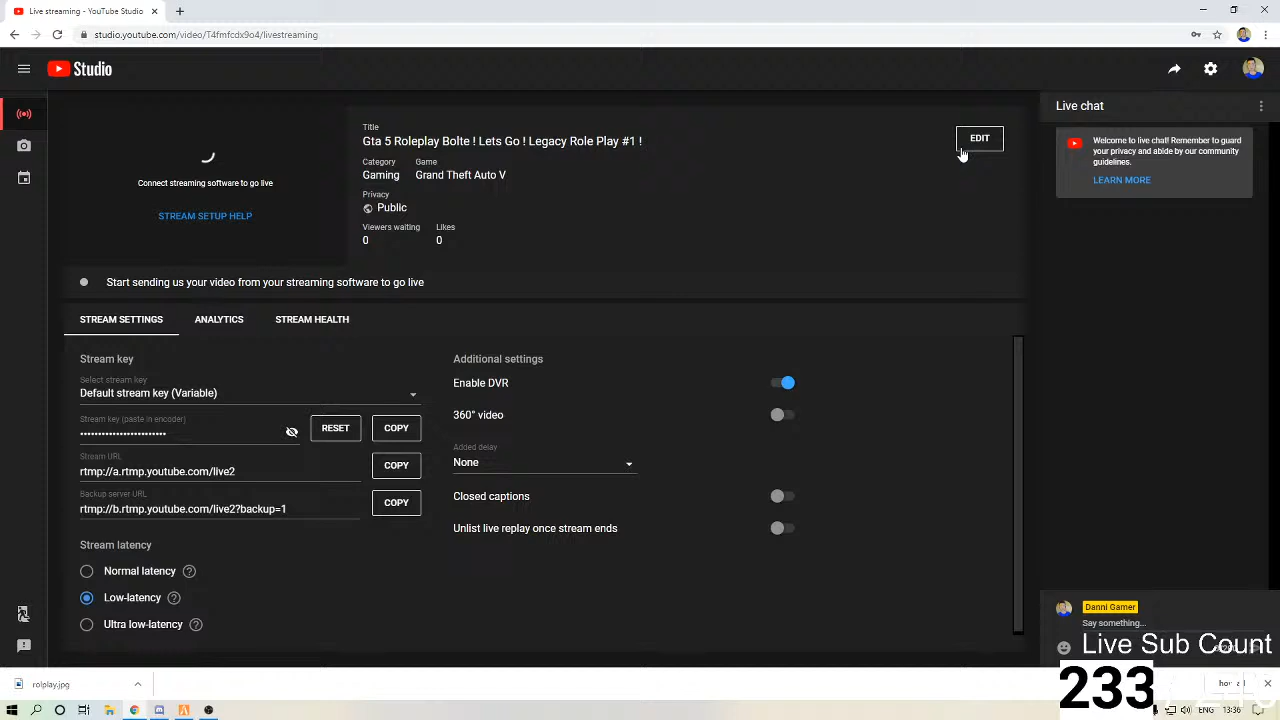 Live streaming - YouTube Studio
studio.youtube.com/video/T4fmfcdx9o4/livestreaming
Studio
Connect streaming software to go live
STREAM SETUP HELP
Title
Gta 5 Roleplay Bolte ! Lets Go ! Legacy Role Play #1 !
EDIT
Category Game
Gaming Grand Theft Auto V
Privacy
Public
Viewers waiting Likes
0 0
Start sending us your video from your streaming software to go live
STREAM SETTINGS ANALYTICS STREAM HEALTH
Stream key
Select stream key
Default stream key (Variable)
Stream key (paste in encoder)
RESET COPY
Stream URL
rtmp://a.rtmp.youtube.com/live2
COPY
Backup server URL
rtmp://b.rtmp.youtube.com/live2?backup=1
COPY
Stream latency
Normal latency
Low-latency
Ultra low-latency
Additional settings
Enable DVR
360° video
Added delay
None
Closed captions
Unlist live replay once stream ends
Live chat
Welcome to live chat! Remember to guard
your privacy and abide by our community
guidelines.
LEARN MORE
Danni Gamer
Say something...
Live Sub Count
233
rolplay.jpg
ENG 13:36